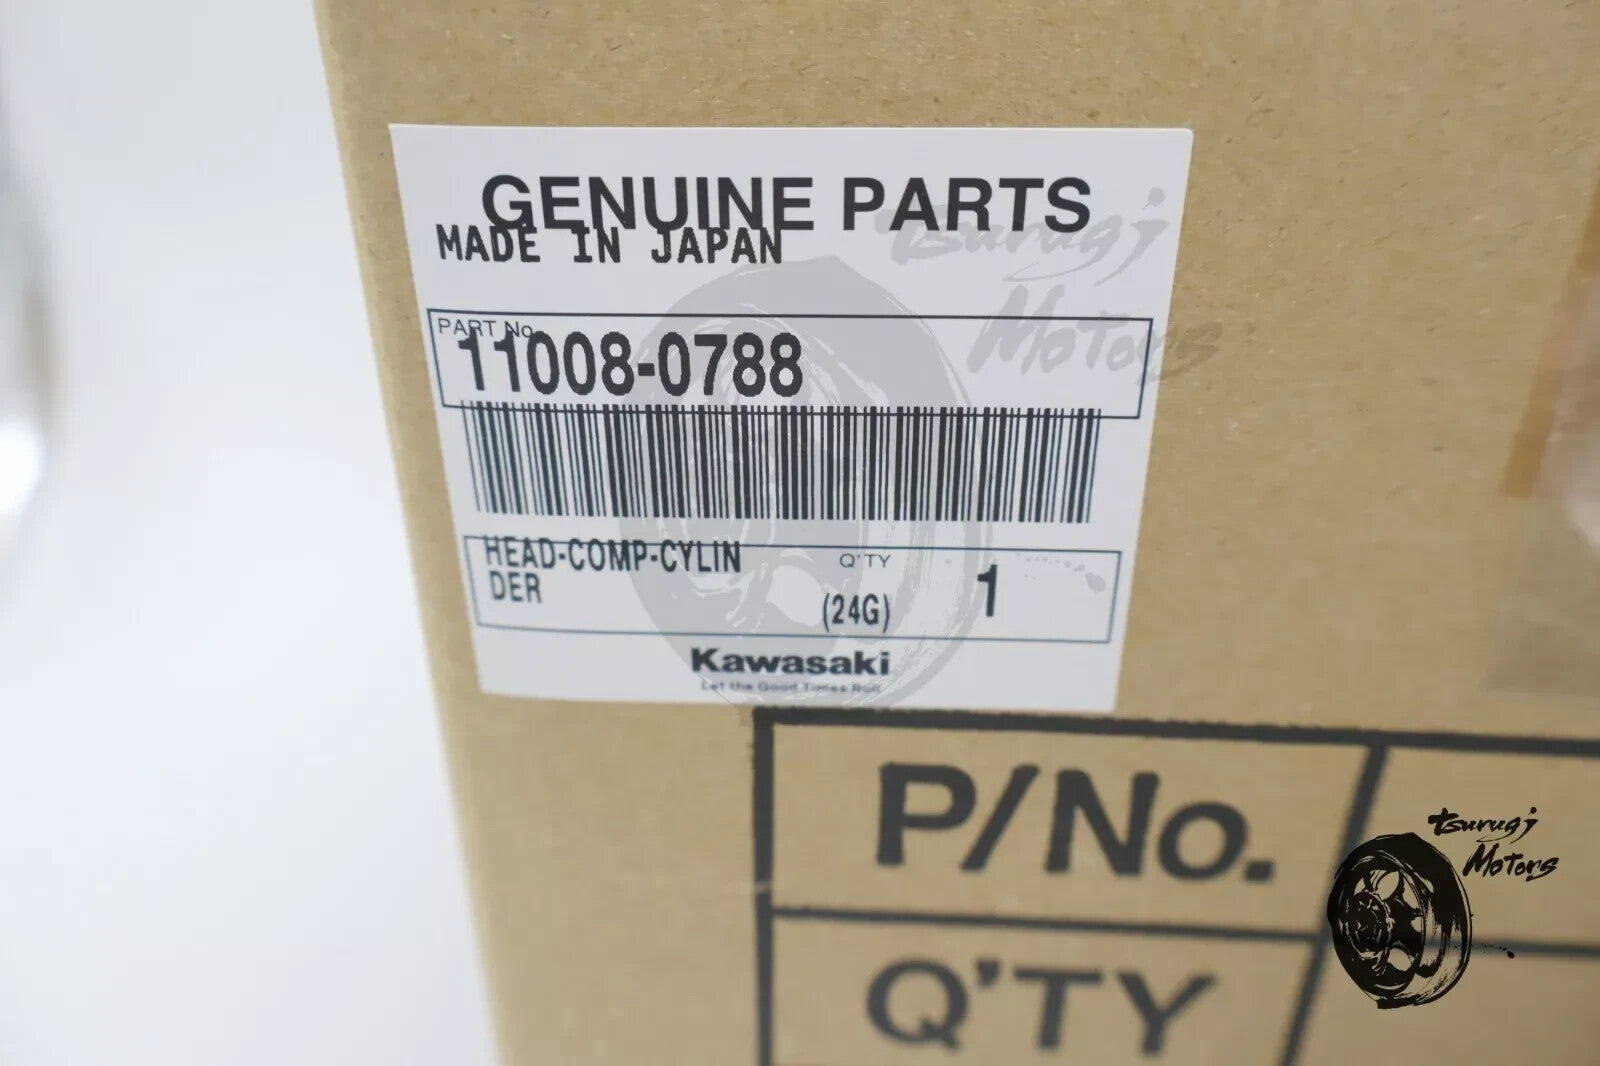 GENUINE PARTS
MADE IN JAPAN
Tsurugi
Motors
PART No.
11008-0788
HEAD-COMP-CYLIN
DER
Q'TY
(24G)
1
Kawasaki
Let the Good Times Roll
P/No.
Q'TY
Tsurugi
Motors